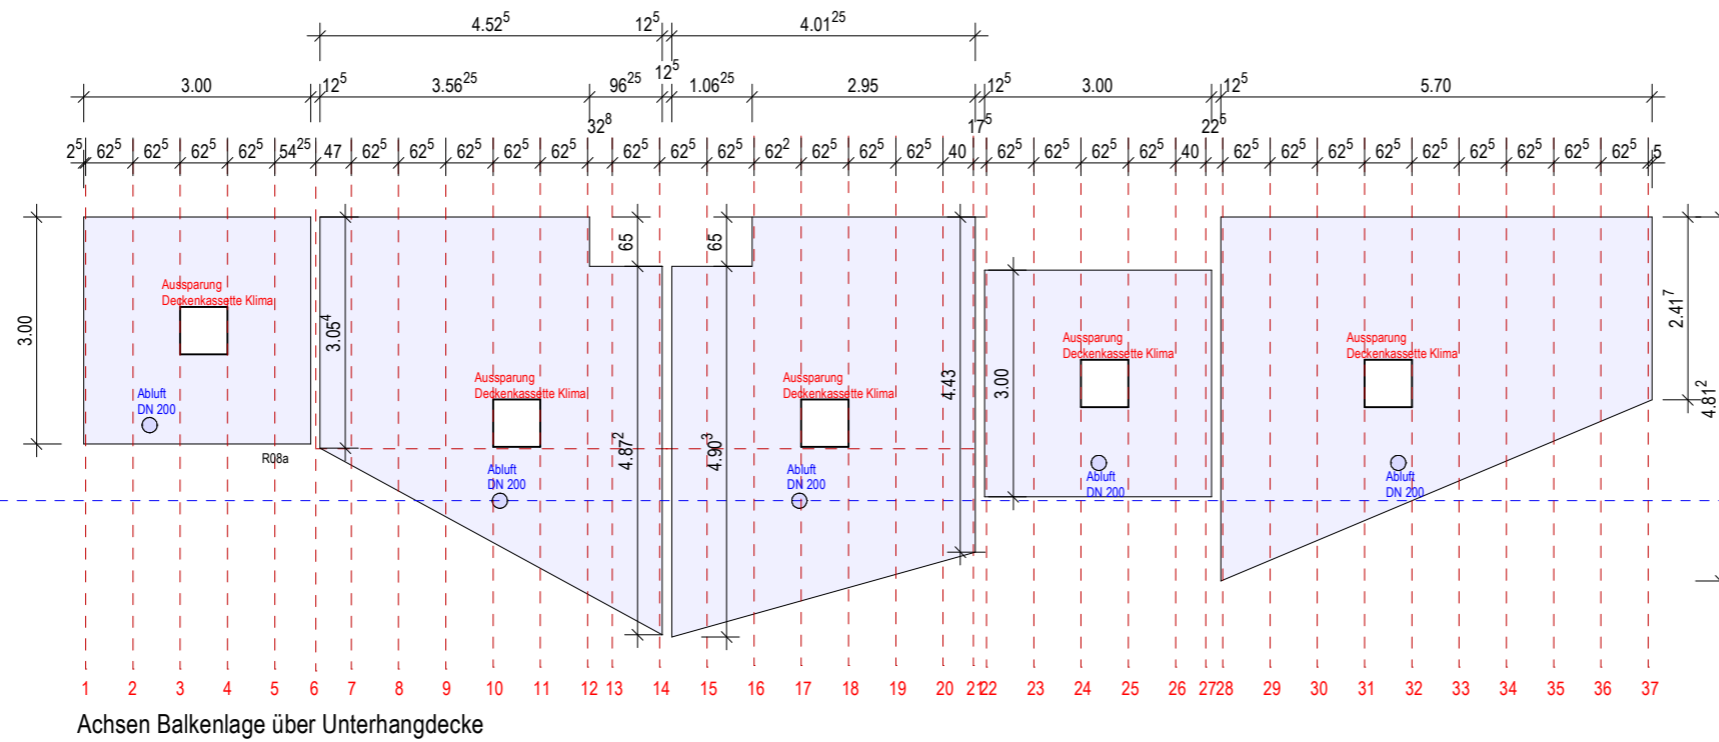 4.52⁵ 12⁵ 4.01²⁵
12⁵
3.00 12⁵ 3.56²⁵ 96²⁵ 1.06²⁵ 2.95 12⁵ 3.00 12⁵ 5.70
32⁸ 17⁵ 22⁵
2⁵ 62⁵ 62⁵ 62⁵ 62⁵ 54²⁵ 47 62⁵ 62⁵ 62⁵ 62⁵ 62⁵ 62⁵ 62⁵ 62⁵ 62² 62⁵ 62⁵ 62⁵ 40 62⁵ 62⁵ 62⁵ 62⁵ 40 62⁵ 62⁵ 62⁵ 62⁵ 62⁵ 62⁵ 62⁵ 62⁵ 62⁵ 5
65 65
3.00
3.05⁴
4.87²
4.90³
4.43
3.00
2.41⁷
4.81²
Aussparung
Deckenkassette Klima
Abluft
DN 200
R08a
Aussparung
Deckenkassette Klima
Abluft
DN 200
Aussparung
Deckenkassette Klima
Abluft
DN 200
Aussparung
Deckenkassette Klima
Abluft
DN 200
Aussparung
Deckenkassette Klima
Abluft
DN 200
1 2 3 4 5 6 7 8 9 10 11 12 13 14 15 16 17 18 19 20 21 22 23 24 25 26 27 28 29 30 31 32 33 34 35 36 37
Achsen Balkenlage über Unterhangdecke